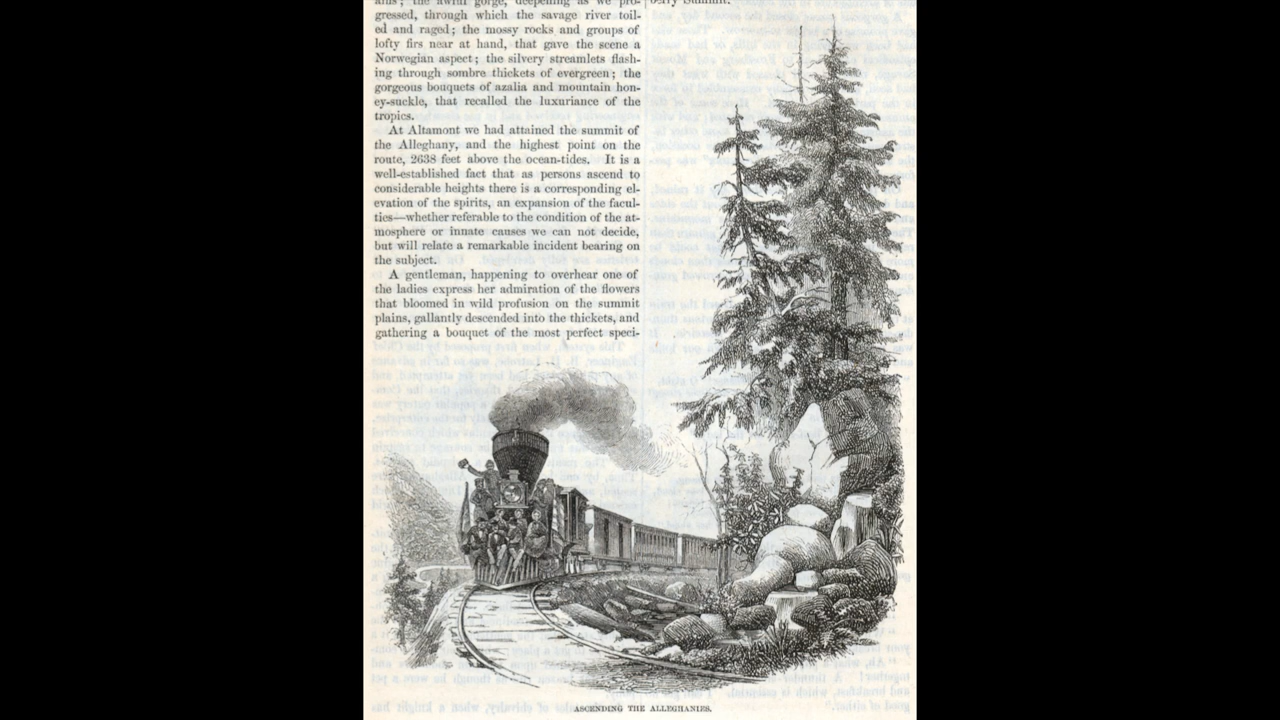 gressed, through which the savage river toil-
ed and raged; the mossy rocks and groups of
lofty firs near at hand, that gave the scene a
Norwegian aspect; the silvery streamlets flash-
ing through sombre thickets of evergreen; the
gorgeous bouquets of azalia and mountain hon-
ey-suckle, that recalled the luxuriance of the
tropics.
At Altamont we had attained the summit of
the Alleghany, and the highest point on the
route, 2638 feet above the ocean-tides. It is a
well-established fact that as persons ascend to
considerable heights there is a corresponding el-
evation of the spirits, an expansion of the facul-
ties—whether referable to the condition of the at-
mosphere or innate causes we can not decide,
but will relate a remarkable incident bearing on
the subject.
A gentleman, happening to overhear one of
the ladies express her admiration of the flowers
that bloomed in wild profusion on the summit
plains, gallantly descended into the thickets, and
gathering a bouquet of the most perfect speci-
ASCENDING THE ALLEGHANIES.